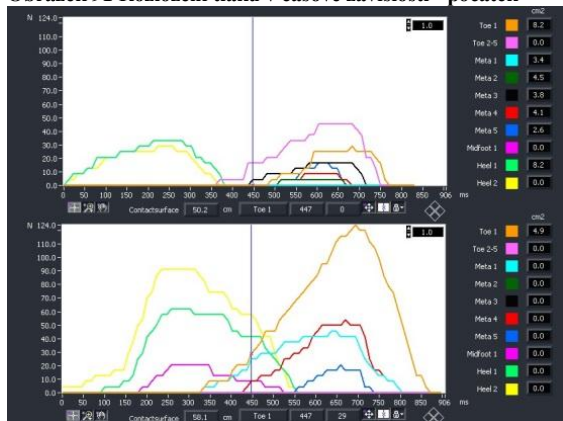 Obrázek Rozložení tlaku v časové závislosti – počátek
N 124.0
110.0
100.0
90.0
80.0
70.0
60.0
50.0
40.0
30.0
20.0
10.0
0.0
0 50 100 150 200 250 300 350 400 450 500 550 600 650 700 750 800 850 906 ms
1.0
Contactsurface 50.2 cm Toe 1 447 0
cm2
Toe 1 8.2
Toe 2-5 0.0
Meta 1 3.4
Meta 2 4.5
Meta 3 3.8
Meta 4 4.1
Meta 5 2.6
Midfoot 1 0.0
Heel 1 8.2
Heel 2 0.0
N 124.0
110.0
100.0
90.0
80.0
70.0
60.0
50.0
40.0
30.0
20.0
10.0
0.0
0 50 100 150 200 250 300 350 400 450 500 550 600 650 700 750 800 850 906 ms
1.0
Contactsurface 58.1 cm Toe 1 447 29
cm2
Toe 1 4.9
Toe 2-5 0.0
Meta 1 0.0
Meta 2 0.0
Meta 3 0.0
Meta 4 0.0
Meta 5 0.0
Midfoot 1 0.0
Heel 1 0.0
Heel 2 0.0